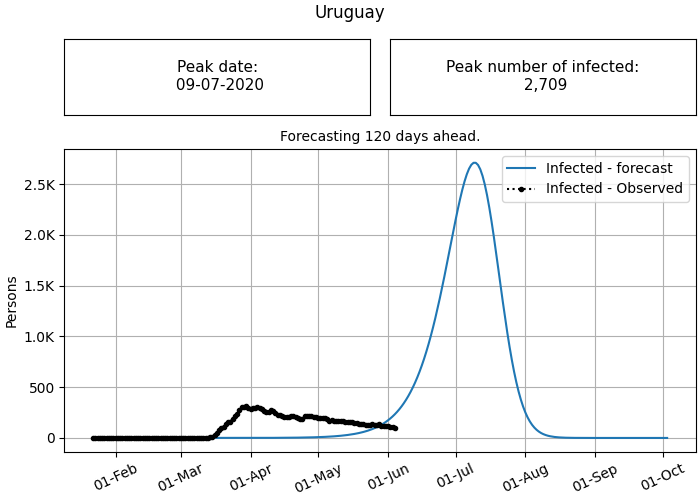 Uruguay
Peak date:
09-07-2020
Peak number of infected:
2,709
Forecasting 120 days ahead.
Infected - forecast
Infected - Observed
Persons
2.5K
2.0K
1.5K
1.0K
500
0
01-Feb
01-Mar
01-Apr
01-May
01-Jun
01-Jul
01-Aug
01-Sep
01-Oct